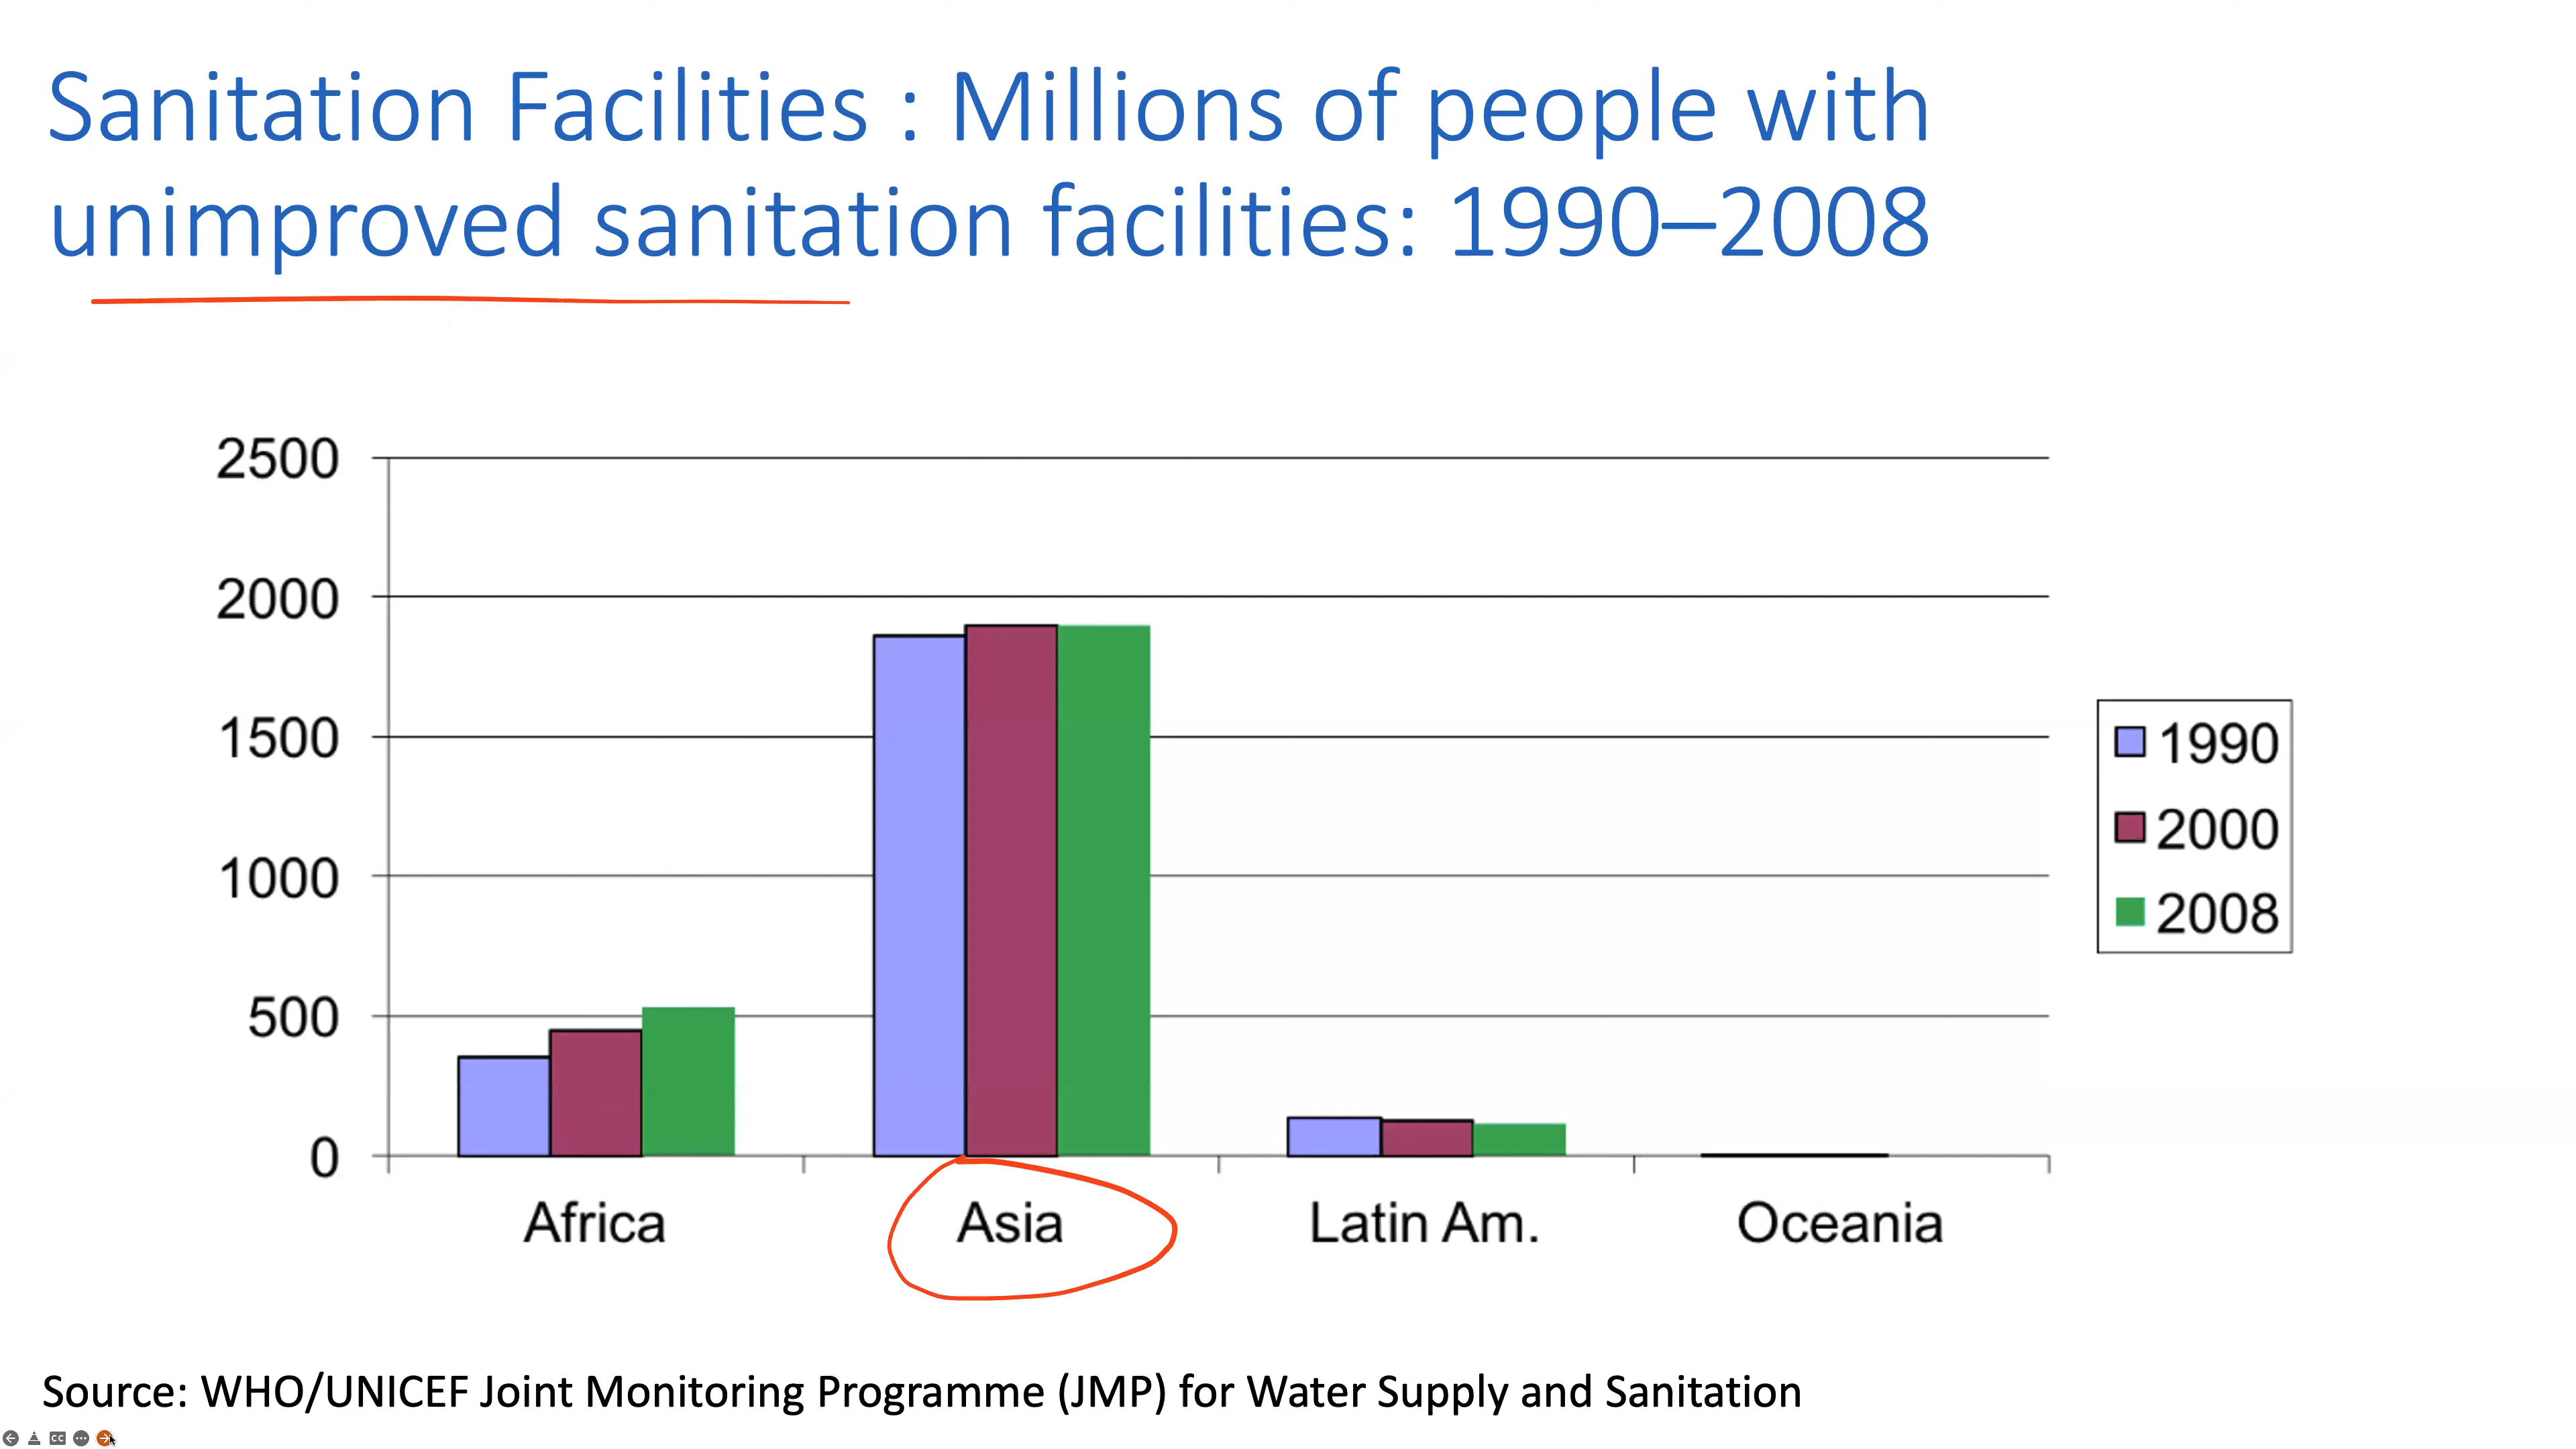 Sanitation Facilities : Millions of people with
unimproved sanitation facilities: 1990–2008
2500
2000
1500
1000
500
0
Africa
Asia
Latin Am.
Oceania
1990
2000
2008
Source: WHO/UNICEF Joint Monitoring Programme (JMP) for Water Supply and Sanitation
CC